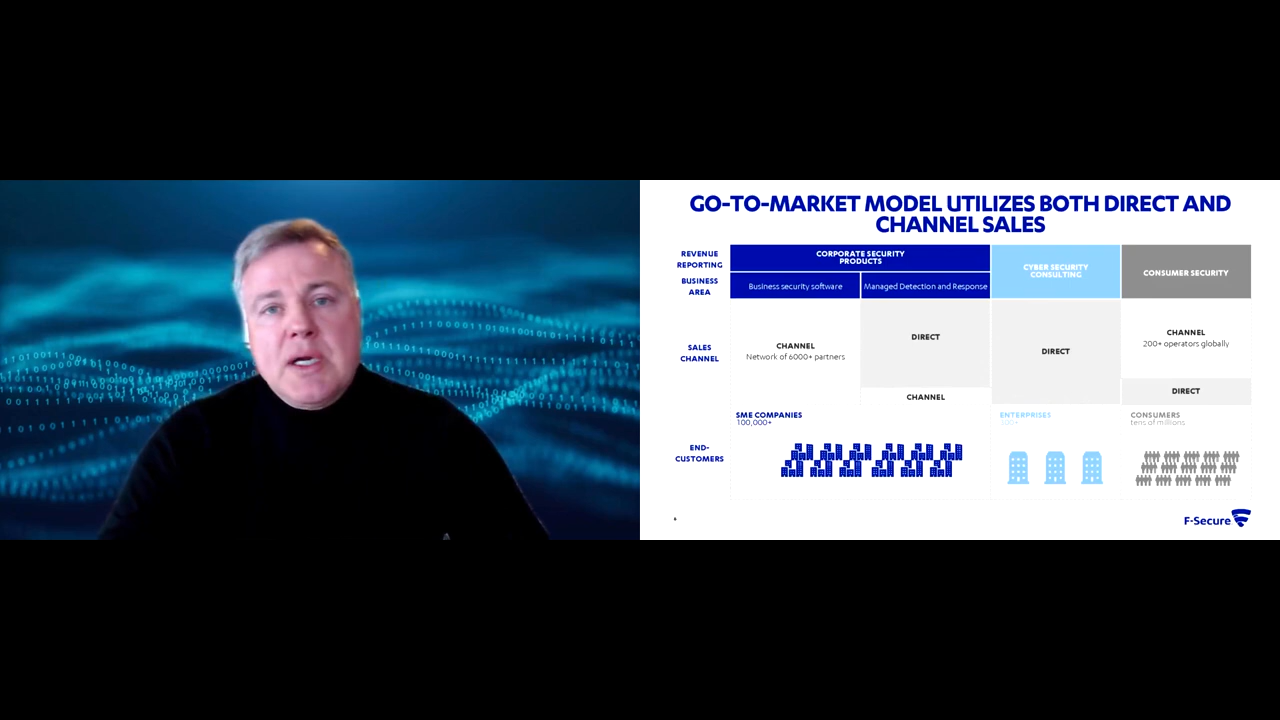 GO-TO-MARKET MODEL UTILIZES BOTH DIRECT AND
CHANNEL SALES
REVENUE
REPORTING
CORPORATE SECURITY
PRODUCTS
CYBER SECURITY
CONSULTING
CONSUMER SECURITY
BUSINESS
AREA
Business security software
Managed Detection and Response
SALES
CHANNEL
CHANNEL
Network of 6000+ partners
DIRECT
CHANNEL
DIRECT
CHANNEL
200+ operators globally
DIRECT
END-
CUSTOMERS
SME COMPANIES
100,000+
ENTERPRISES
CONSUMERS
tens of millions
F-Secure